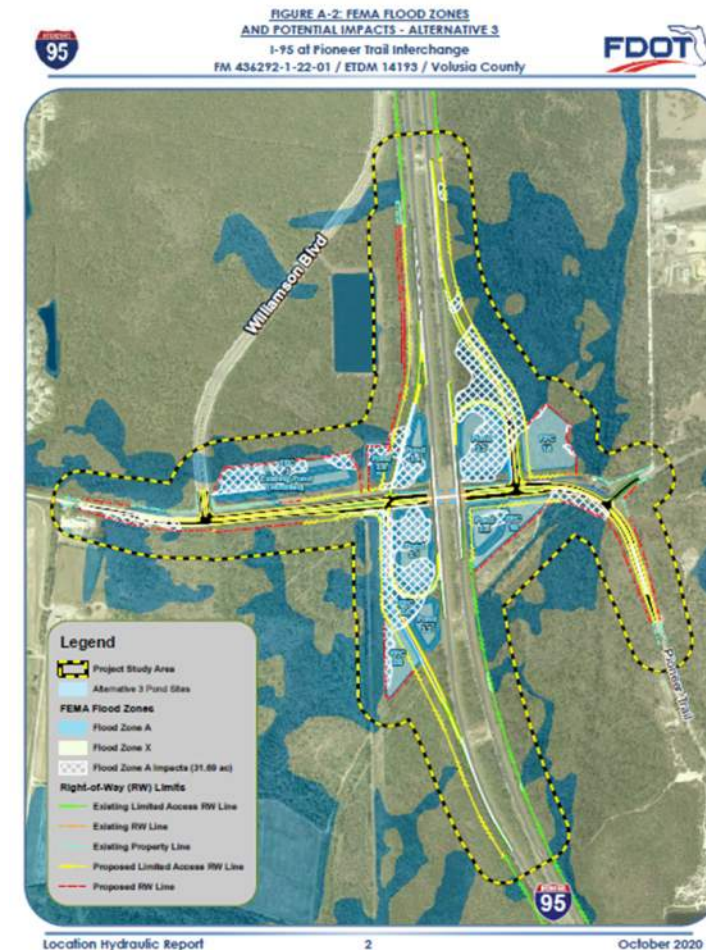 FIGURE A-2: FEMA FLOOD ZONES
AND POTENTIAL IMPACTS - ALTERNATIVE 3
I-95 at Pioneer Trail Interchange
FM 436292-1-22-01 / ETDM 14193 / Volusia County
95
FDOT
Williamson Blvd
Pioneer Trail
Legend
Project Study Area
Alternative 3 Pond Sites
FEMA Flood Zones
Flood Zone A
Flood Zone X
Flood Zone A Impacts (31.69 ac)
Right-of-Way (RW) Limits
Existing Limited Access RW Line
Existing RW Line
Existing Property Line
Proposed Limited Access RW Line
Proposed RW Line
95
Location Hydraulic Report 2 October 2020